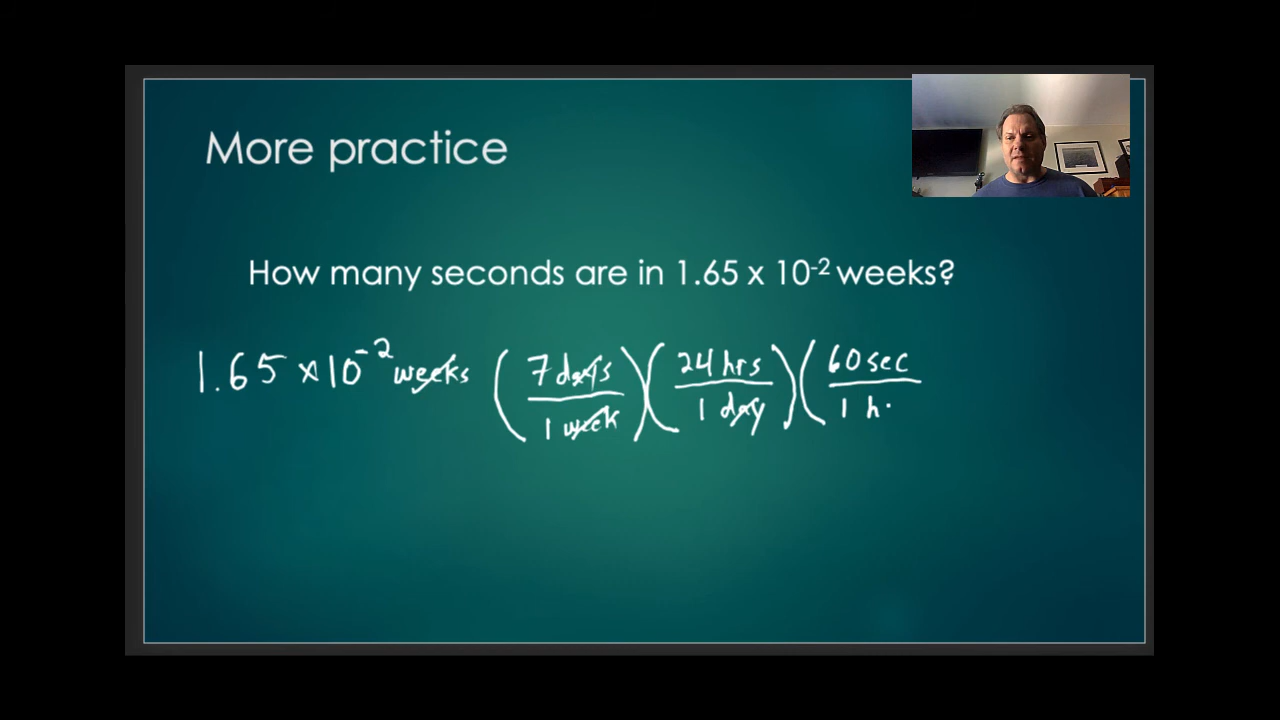 More practice
How many seconds are in 1.65 x 10-2 weeks?
1.65 x 10-2 weeks (7 days / 1 week)(24 hrs / 1 day)(60 sec / 1 h.